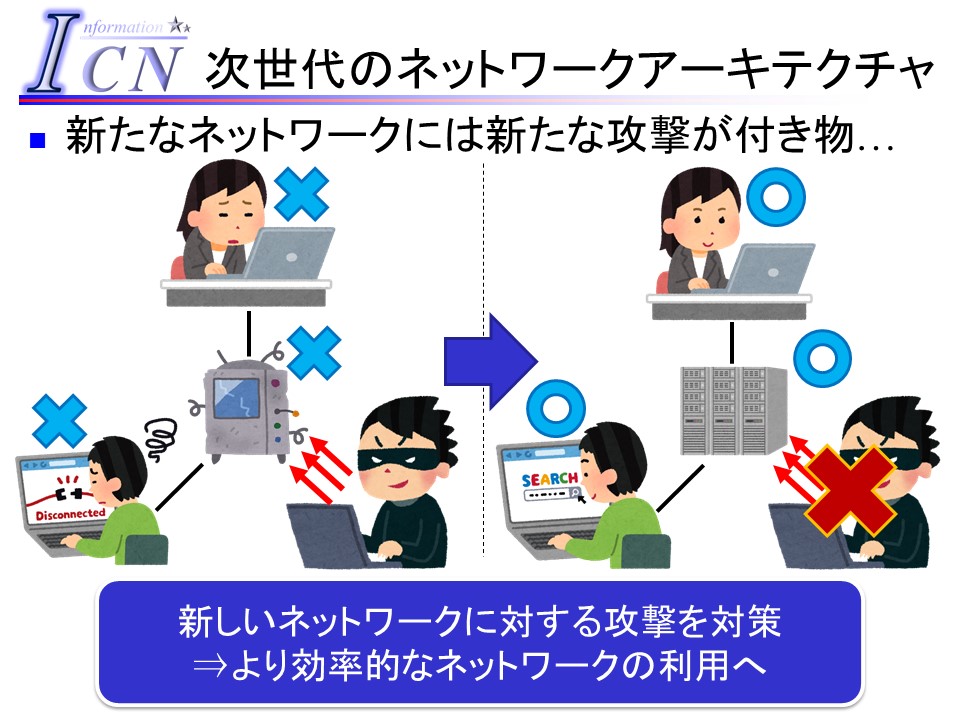 Information
ICN
次世代のネットワークアーキテクチャ
■ 新たなネットワークには新たな攻撃が付き物…
Disconnected
SEARCH
新しいネットワークに対する攻撃を対策
⇒より効率的なネットワークの利用へ